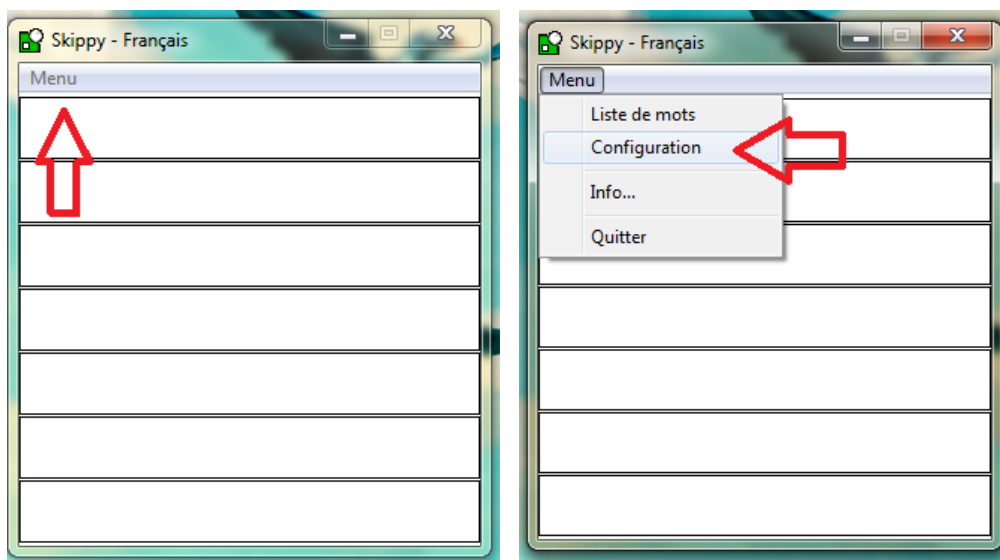 Skippy - Français
Menu
Skippy - Français
Menu
Liste de mots
Configuration
Info...
Quitter